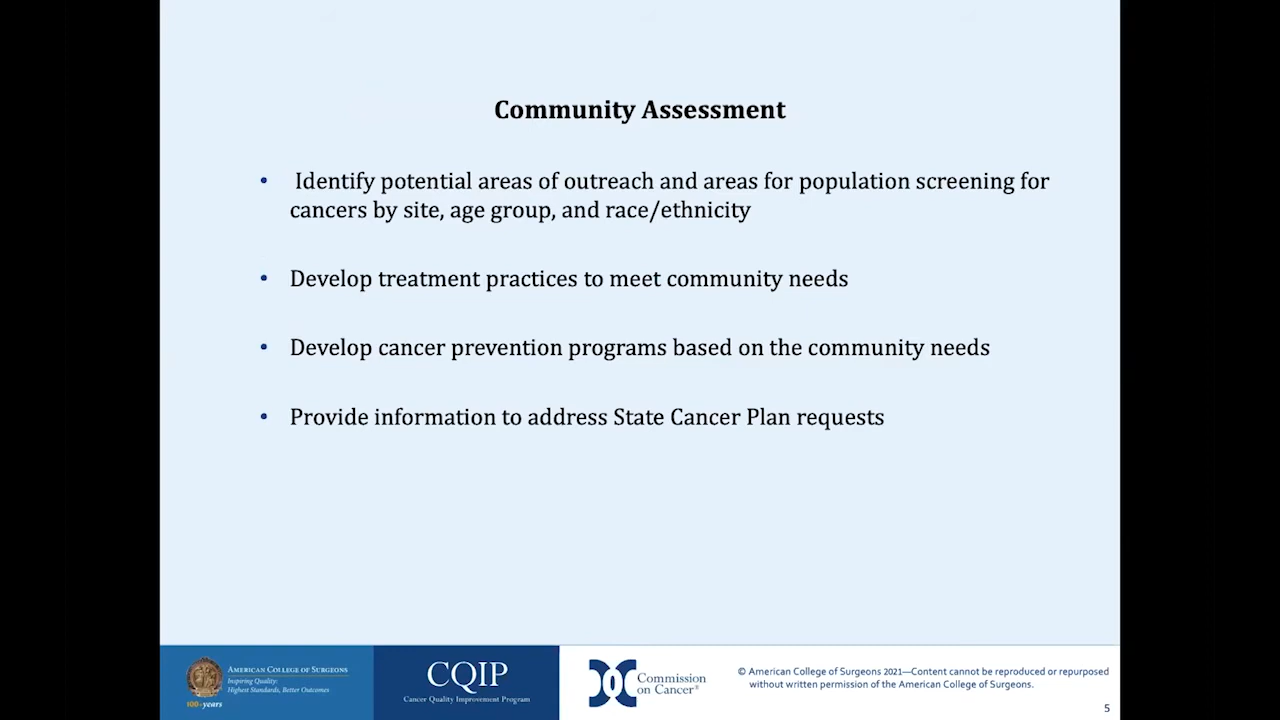 Community Assessment
• Identify potential areas of outreach and areas for population screening for
cancers by site, age group, and race/ethnicity
• Develop treatment practices to meet community needs
• Develop cancer prevention programs based on the community needs
• Provide information to address State Cancer Plan requests
American College of Surgeons
Inspiring Quality:
Highest Standards, Better Outcomes
100+years
CQIP
Cancer Quality Improvement Program
Commission
on Cancer®
© American College of Surgeons 2021—Content cannot be reproduced or repurposed
without written permission of the American College of Surgeons.
5